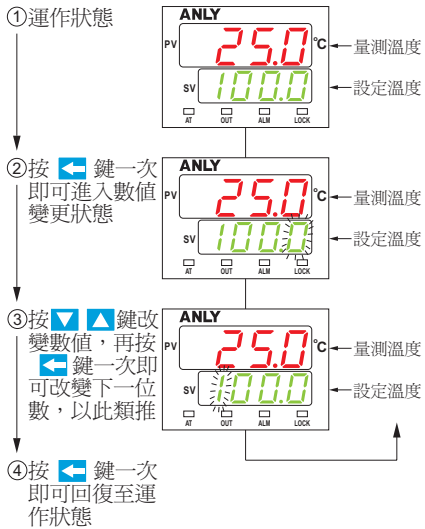 ①運作狀態
ANLY
PV 25.0 °C 量測溫度
SV 100.0 設定溫度
AT OUT ALM LOCK
②按 鍵一次
即可進入數值
變更狀態
ANLY
PV 25.0 °C 量測溫度
SV 100.0 設定溫度
AT OUT ALM LOCK
③按 鍵改
變數值，再按
鍵一次即
可改變下一位
數，以此類推
ANLY
PV 25.0 °C 量測溫度
SV 100.0 設定溫度
AT OUT ALM LOCK
④按 鍵一次
即可回復至運
作狀態